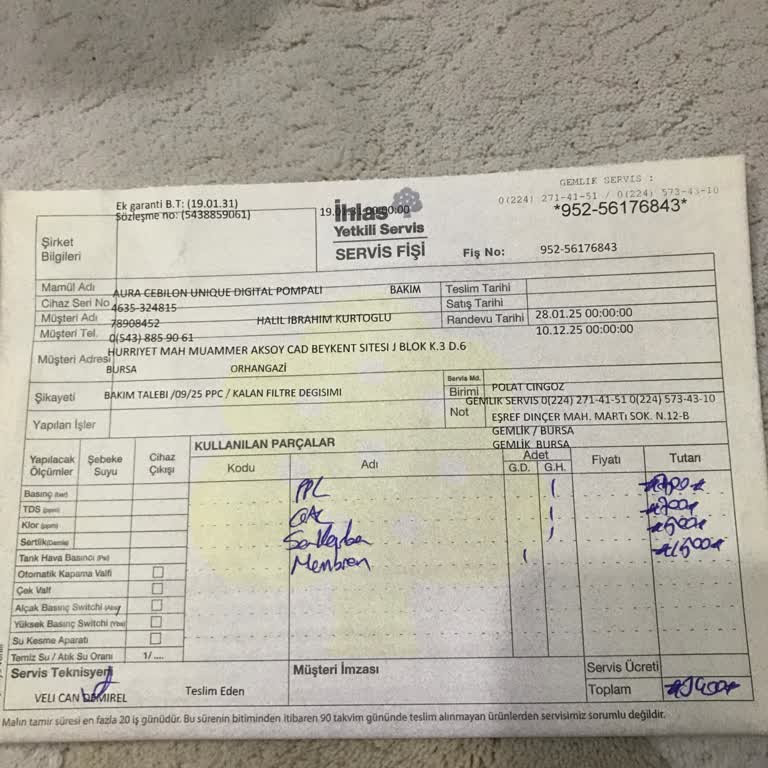 GEMLIK SERVIS :
0(224) 271-41-51 / 0(224) 573-43-10
Ek garanti B.T: (19.01.31)
Sözleşme no: (5438859061)
ihlas
Yetkili Servis
SERVİS FİŞİ
*952-56176843*
Fiş No: 952-56176843
Şirket
Bilgileri
Mamül Adı AURA CEBILON UNIQUE DIGITAL POMPALI BAKIM Teslim Tarihi
Cihaz Seri No 4635-324815 Satış Tarihi
Müşteri Adı 78908452 HALIL IBRAHIM KURTOGLU Randevu Tarihi 28.01.25 00:00:00
Müşteri Tel. 0(543) 885 90 61 10.12.25 00:00:00
Müşteri Adresi HURRIYET MAH MUAMMER AKSOY CAD BEYKENT SITESI J BLOK K.3 D.6
BURSA ORHANGAZİ
Şikayeti BAKIM TALEBI /09/25 PPC / KALAN FILTRE DEGISIMI
Servis Md. POLAT CINGOZ
Birimi GEMLIK SERVIS 0(224) 271-41-51 0(224) 573-43-10
Not EŞREF DINÇER MAH. MARTı SOK. N.12-B
GEMLIK / BURSA
GEMLIK BURSA
Yapılan İşler
Yapılacak Ölçümler Şebeke Suyu Cihaz Çıkışı
KULLANILAN PARÇALAR
Kodu Adı Adet G.D. G.H. Fiyatı Tutarı
Basınç (bar)
TDS (ppm)
Klor (ppm)
Sertlik
Tank Hava Basıncı
Membren
Otomatik Kapama Valfi
Çek Valf
Alçak Basınç Switchi
Yüksek Basınç Switchi
Su Kesme Aparatı
Temiz Su / Atık Su Oranı 1/....
Servis Teknisyeni
VELI CAN DEMIREL
Teslim Eden
Müşteri İmzası
Servis Ücreti
Toplam
Malın tamir süresi en fazla 20 iş günüdür. Bu sürenin bitiminden itibaren 90 takvim gününde teslim alınmayan ürünlerden servisimiz sorumlu değildir.